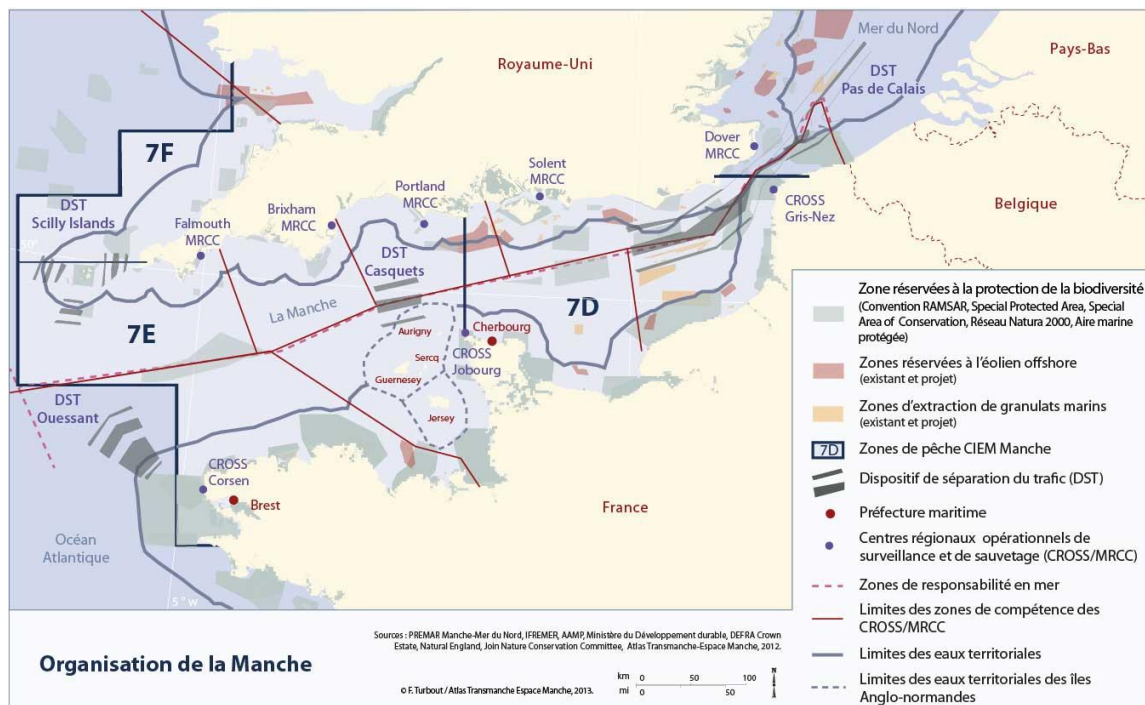 Royaume-Uni
Mer du Nord
Pays-Bas
DST
Pas de Calais
7F
Dover
MRCC
Solent
MRCC
Portland
MRCC
Brixham
MRCC
CROSS
Gris-Nez
Belgique
DST
Scilly Islands
Falmouth
MRCC
50°
DST
Casquets
La Manche
7E
7D
Aurigny
Cherbourg
Sercq
CROSS
Jobourg
Guernesey
Jersey
DST
Ouessant
CROSS
Corsen
Brest
France
Océan
Atlantique
5° w
Zone réservées à la protection de la biodiversité
(Convention RAMSAR, Special Protected Area, Special
Area of Conservation, Réseau Natura 2000, Aire marine
protégée)
Zones réservées à l'éolien offshore
(existant et projet)
Zones d'extraction de granulats marins
(existant et projet)
7D Zones de pêche CIEM Manche
Dispositif de séparation du trafic (DST)
Préfecture maritime
Centres régionaux opérationnels de
surveillance et de sauvetage (CROSS/MRCC)
Zones de responsabilité en mer
Limites des zones de compétence des
CROSS/MRCC
Limites des eaux territoriales
Limites des eaux territoriales des îles
Anglo-normandes
Organisation de la Manche
Sources : PREMAR Manche-Mer du Nord, IFREMER, AAMP, Ministère du Développement durable, DEFRA Crown
Estate, Natural England, Join Nature Conservation Committee, Atlas Transmanche-Espace Manche, 2012.
© F. Turbout / Atlas Transmanche Espace Manche, 2013.
km 0 50 100
mi 0 50
N